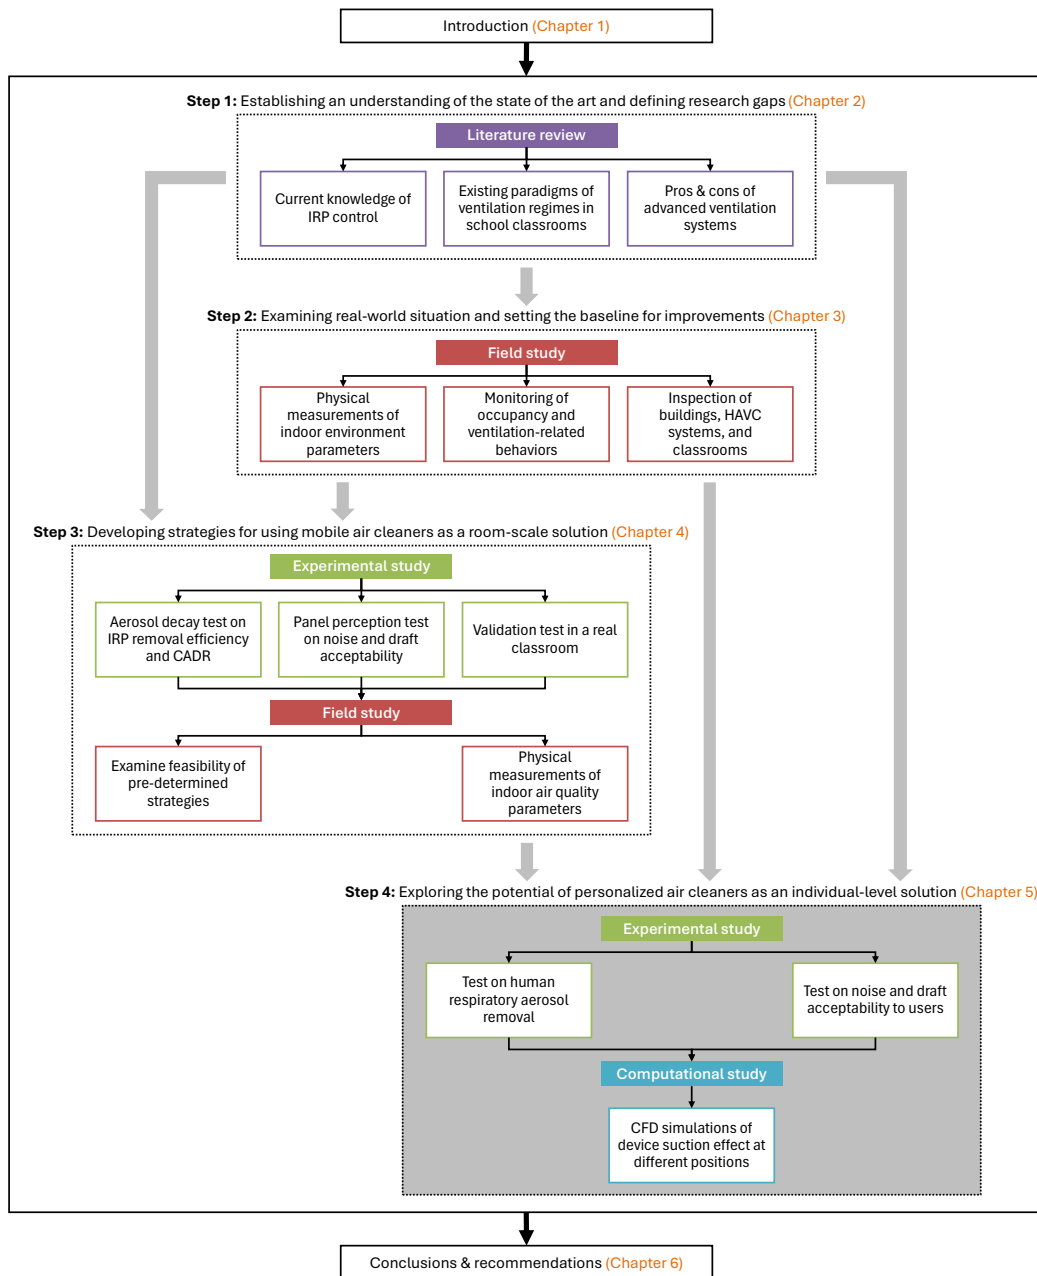 Introduction (Chapter 1)
Step 1: Establishing an understanding of the state of the art and defining research gaps (Chapter 2)
Literature review
Current knowledge of
IRP control
Existing paradigms of
ventilation regimes in
school classrooms
Pros & cons of
advanced ventilation
systems
Step 2: Examining real-world situation and setting the baseline for improvements (Chapter 3)
Field study
Physical
measurements of
indoor environment
parameters
Monitoring of
occupancy and
ventilation-related
behaviors
Inspection of
buildings, HAVC
systems, and
classrooms
Step 3: Developing strategies for using mobile air cleaners as a room-scale solution (Chapter 4)
Experimental study
Aerosol decay test on
IRP removal efficiency
and CADR
Panel perception test
on noise and draft
acceptability
Validation test in a real
classroom
Field study
Examine feasibility of
pre-determined
strategies
Physical
measurements of
indoor air quality
parameters
Step 4: Exploring the potential of personalized air cleaners as an individual-level solution (Chapter 5)
Experimental study
Test on human
respiratory aerosol
removal
Test on noise and draft
acceptability to users
Computational study
CFD simulations of
device suction effect at
different positions
Conclusions & recommendations (Chapter 6)